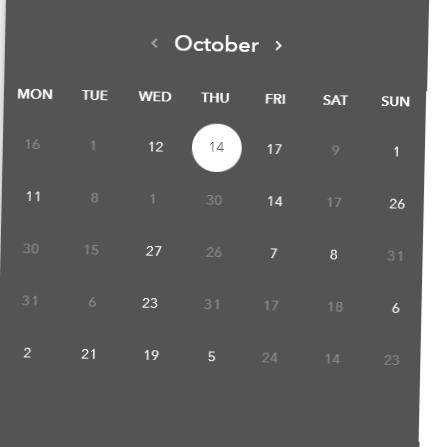 ‹ October ›
MON TUE WED THU FRI SAT SUN
16 1 12 14 17 9 1
11 8 1 30 14 17 26
30 15 27 26 7 8 31
31 6 23 31 17 18 6
2 21 19 5 24 14 23